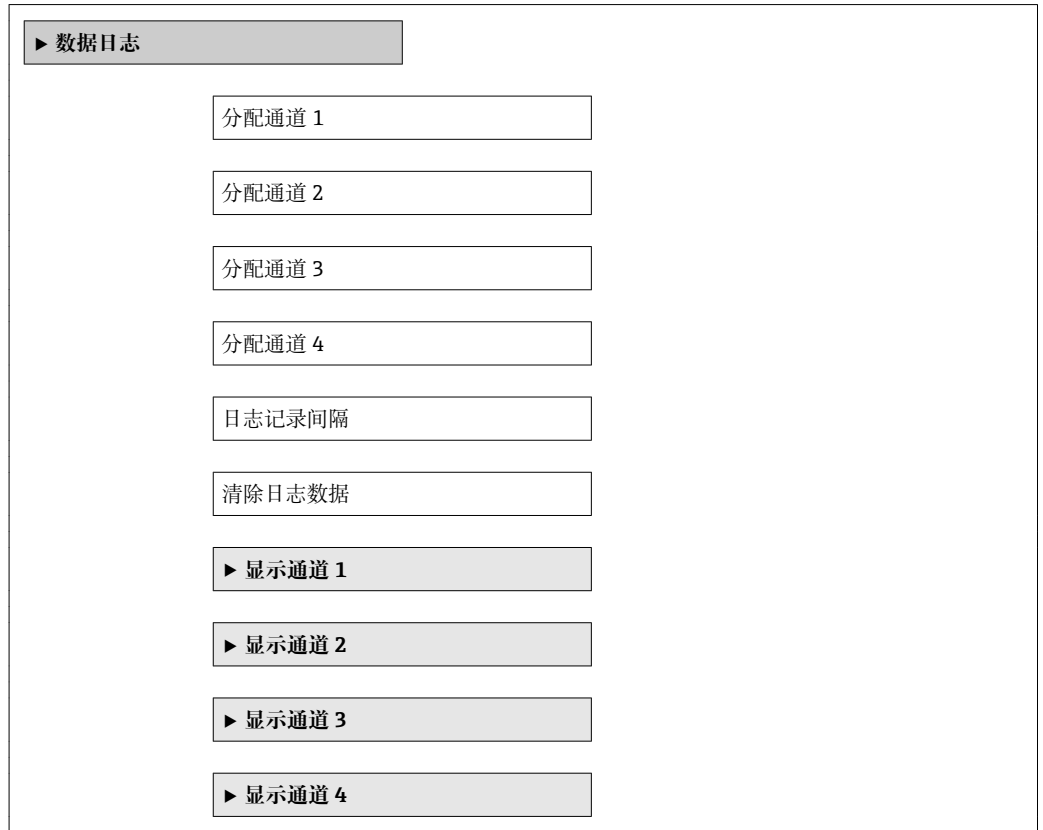 ▶ 数据日志
分配通道 1
分配通道 2
分配通道 3
分配通道 4
日志记录间隔
清除日志数据
▶ 显示通道 1
▶ 显示通道 2
▶ 显示通道 3
▶ 显示通道 4